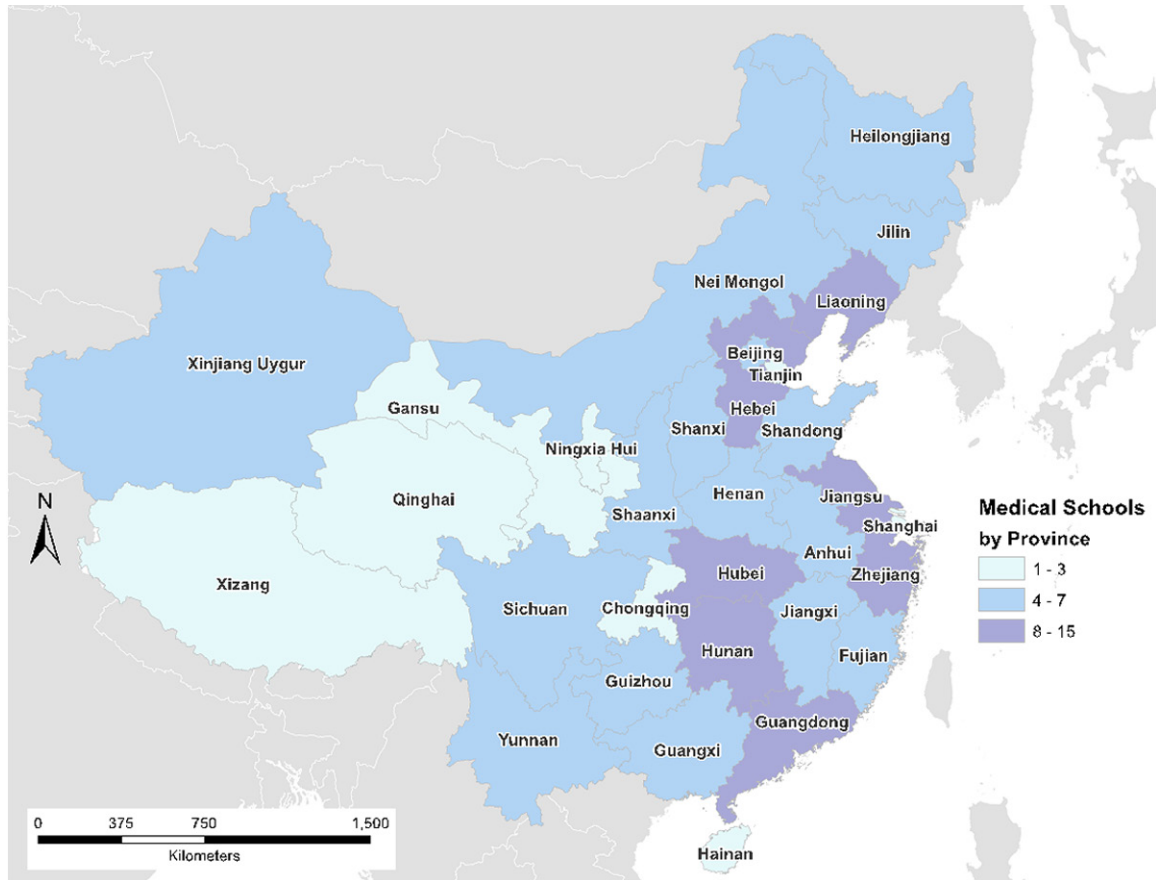 Heilongjiang
Jilin
Nei Mongol
Liaoning
Xinjiang Uygur
Beijing
Tianjin
Gansu
Hebei
Shanxi
Shandong
Ningxia Hui
Qinghai
Henan
Jiangsu
Shaanxi
Shanghai
Anhui
Xizang
Hubei
Zhejiang
Sichuan
Chongqing
Jiangxi
Hunan
Fujian
Guizhou
Guangdong
Yunnan
Guangxi
Hainan
N
0 375 750 1,500
Kilometers
Medical Schools
by Province
1 - 3
4 - 7
8 - 15